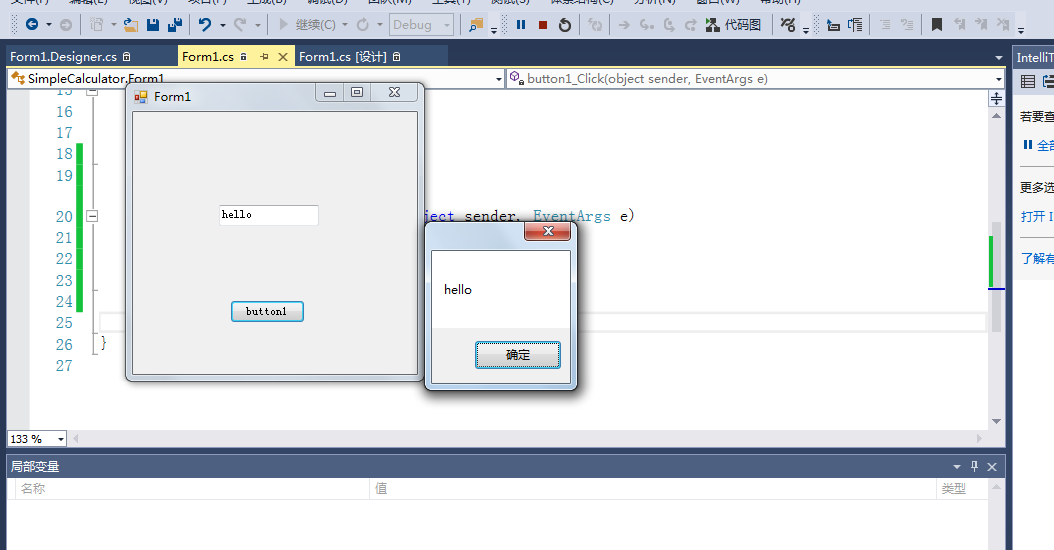 继续(C)
Debug
代码图
Form1.Designer.cs
Form1.cs
Form1.cs [设计]
IntelliT
SimpleCalculator.Form1
button1_Click(object sender, EventArgs e)
Form1
16
17
18
19
20
ject sender, EventArgs e)
21
22
23
24
25
26
}
27
hello
button1
hello
确定
若要查
全部
更多选
打开 I
了解有
133 %
局部变量
名称
值
类型